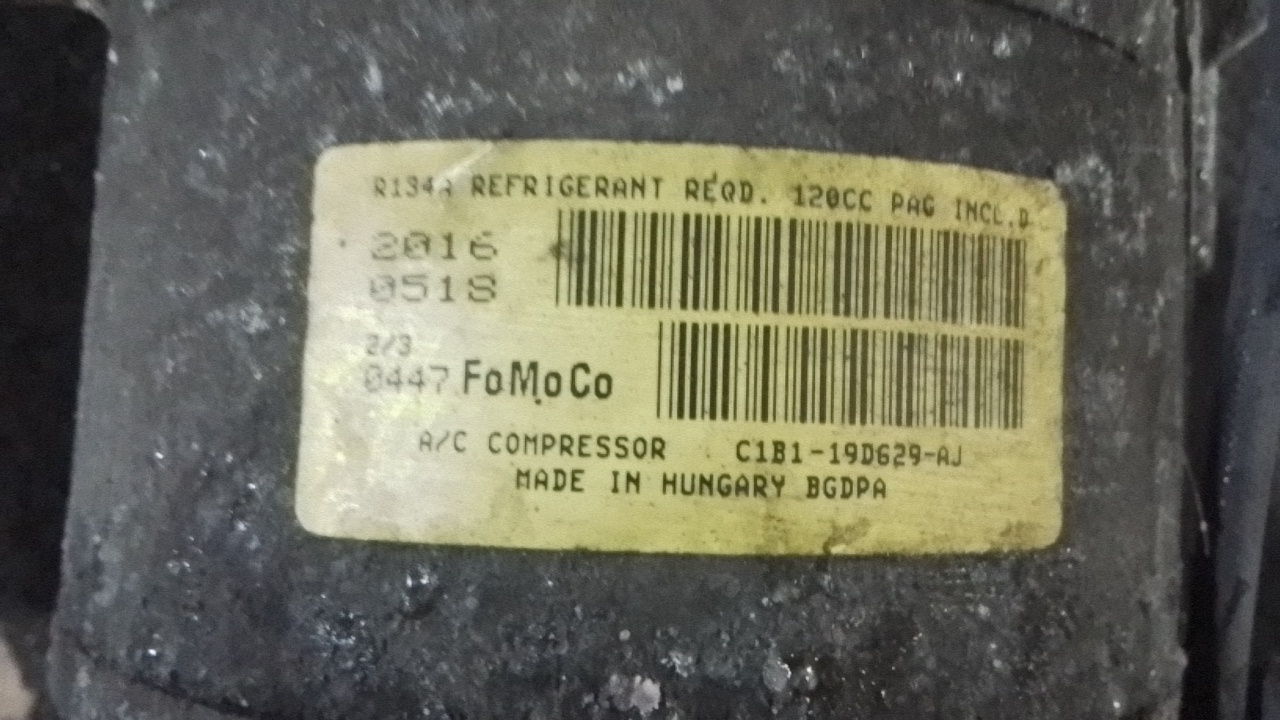 R134A REFRIGERANT REQD. 120CC PAG INCL.D
2016
0518
2/3
0447 FoMoCo
A/C COMPRESSOR C1B1-19D629-AJ
MADE IN HUNGARY BGDPA